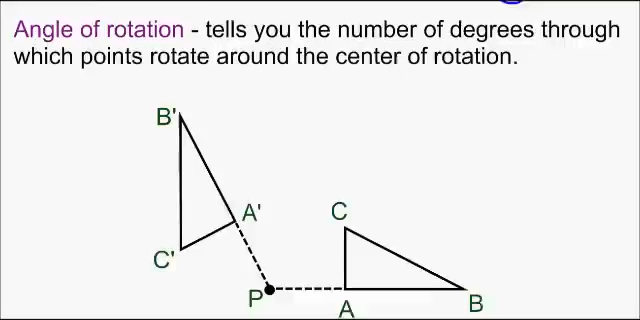 Angle of rotation - tells you the number of degrees through
which points rotate around the center of rotation.
B'
A'
C
C'
P
A
B